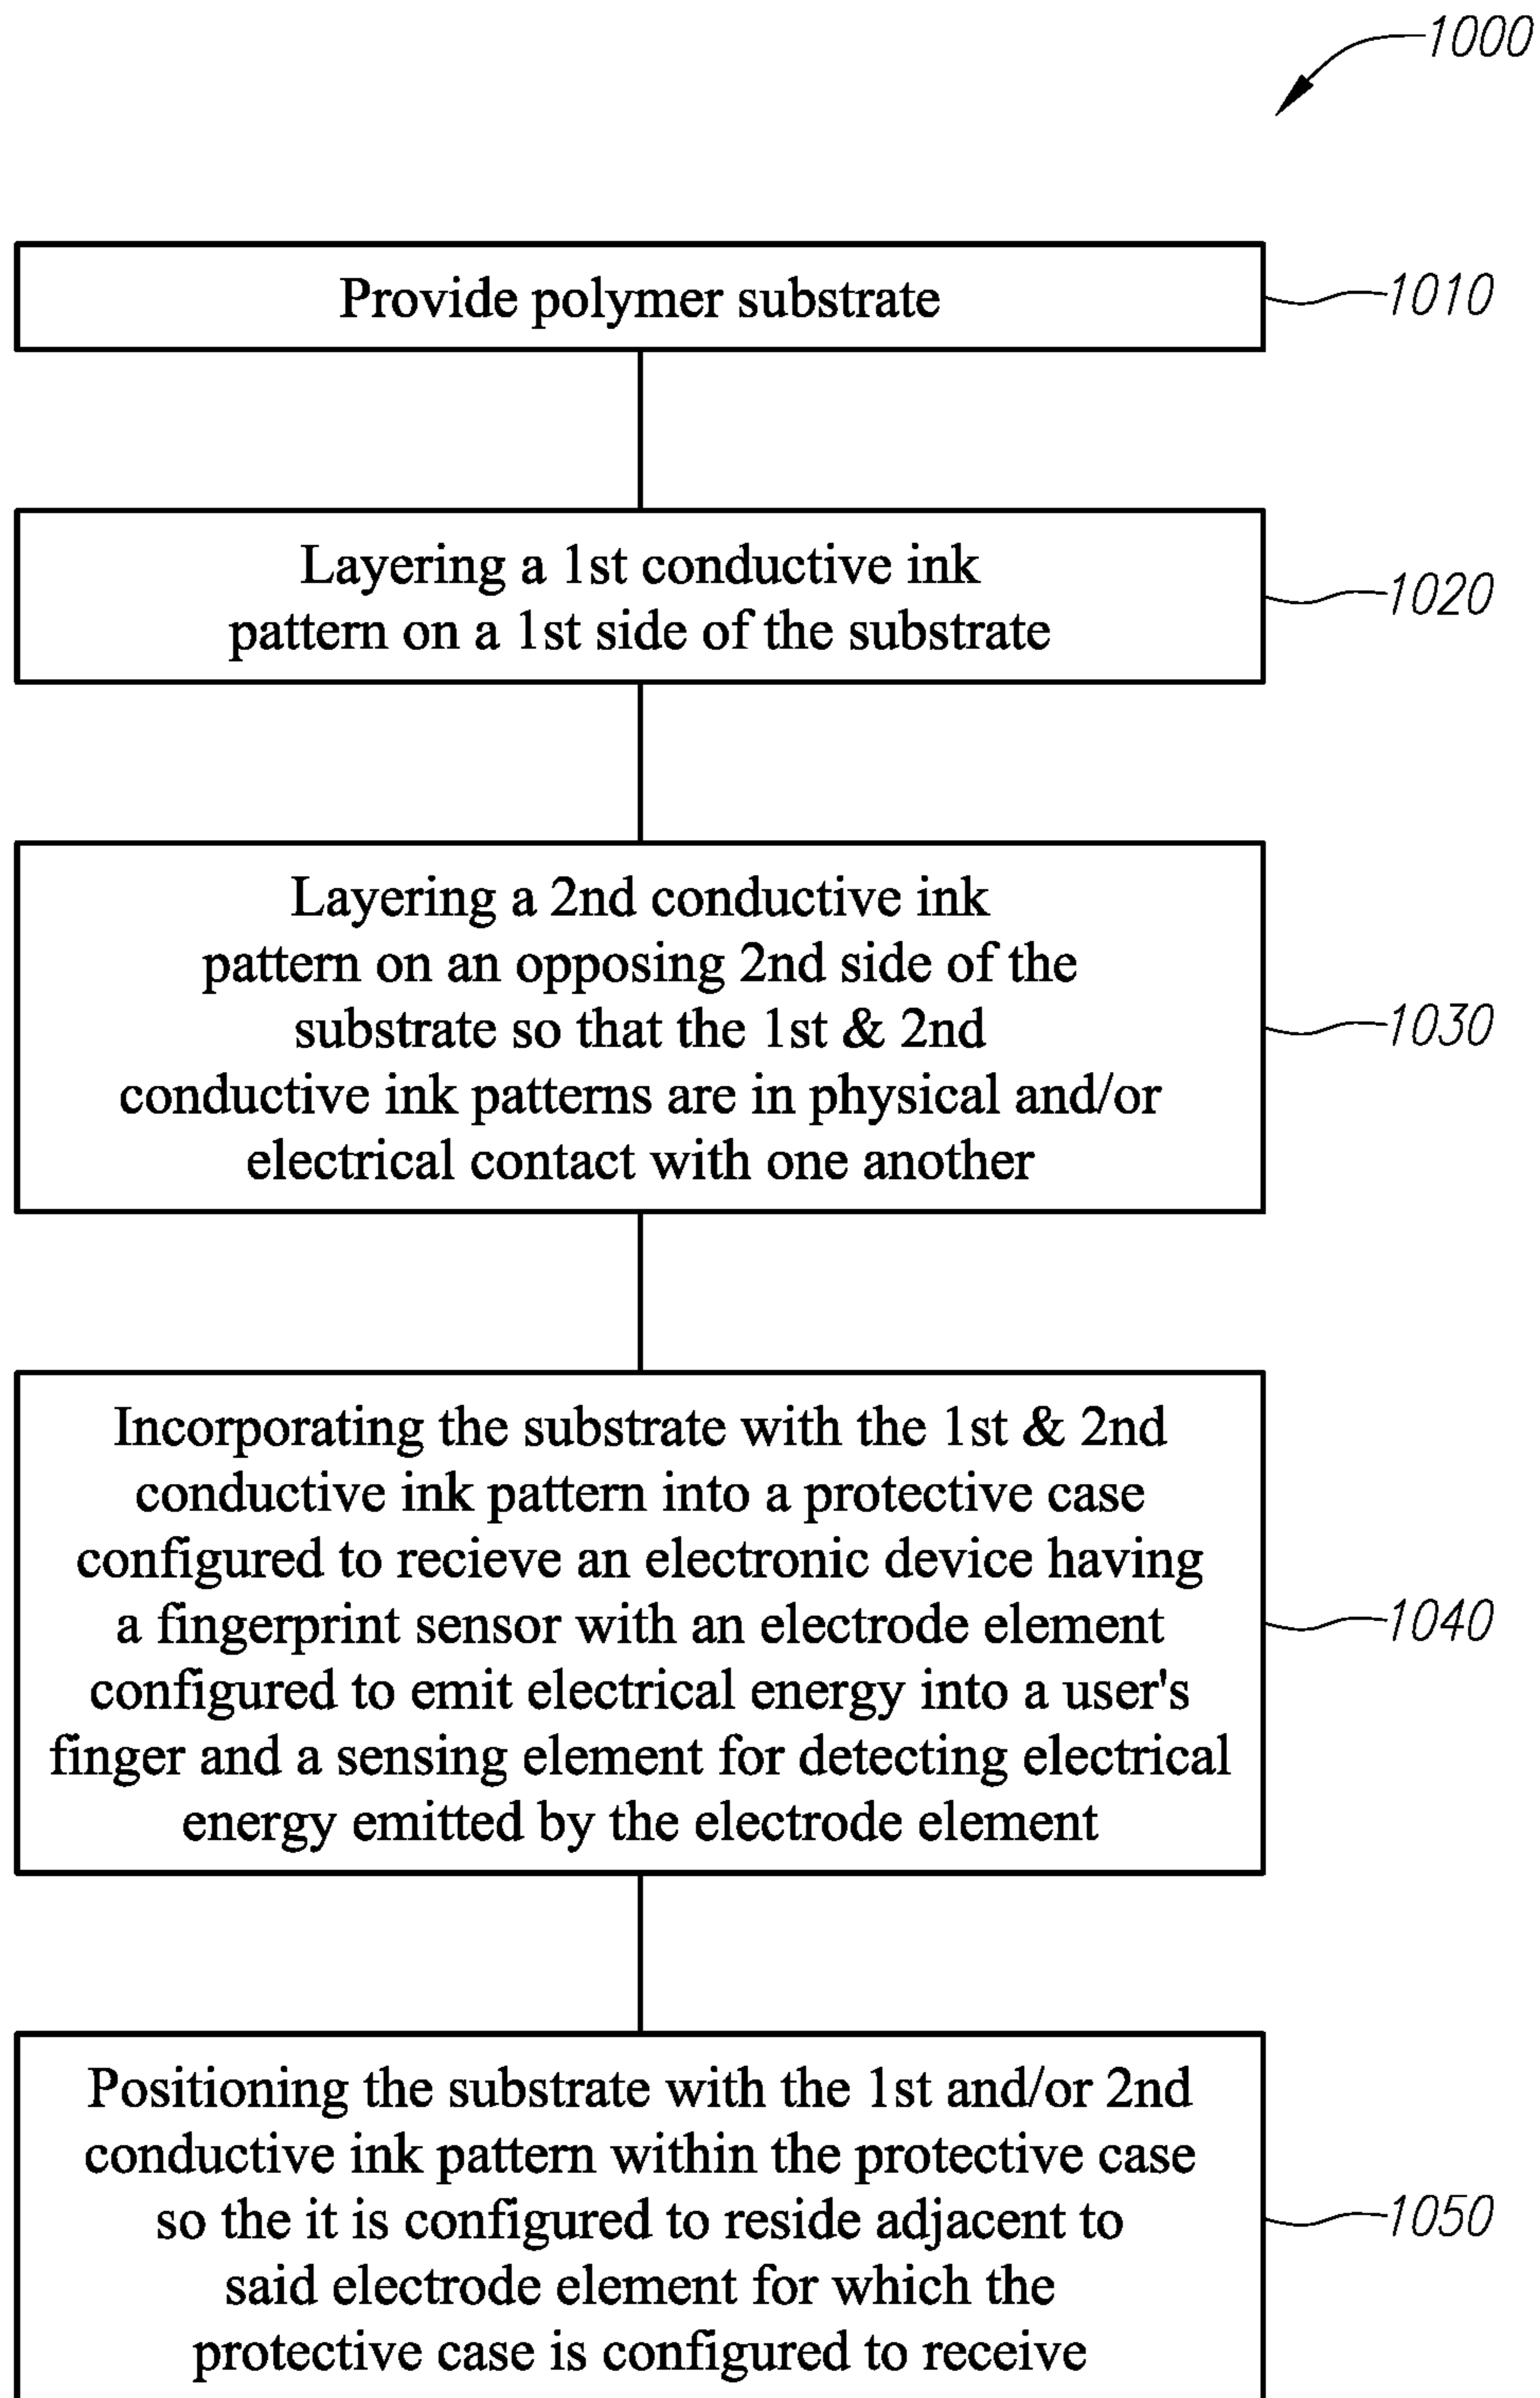 1000
Provide polymer substrate
1010
Layering a 1st conductive ink
pattern on a 1st side of the substrate
1020
Layering a 2nd conductive ink
pattern on an opposing 2nd side of the
substrate so that the 1st & 2nd
conductive ink patterns are in physical and/or
electrical contact with one another
1030
Incorporating the substrate with the 1st & 2nd
conductive ink pattern into a protective case
configured to recieve an electronic device having
a fingerprint sensor with an electrode element
configured to emit electrical energy into a user's
finger and a sensing element for detecting electrical
energy emitted by the electrode element
1040
Positioning the substrate with the 1st and/or 2nd
conductive ink pattern within the protective case
so the it is configured to reside adjacent to
said electrode element for which the
protective case is configured to receive
1050